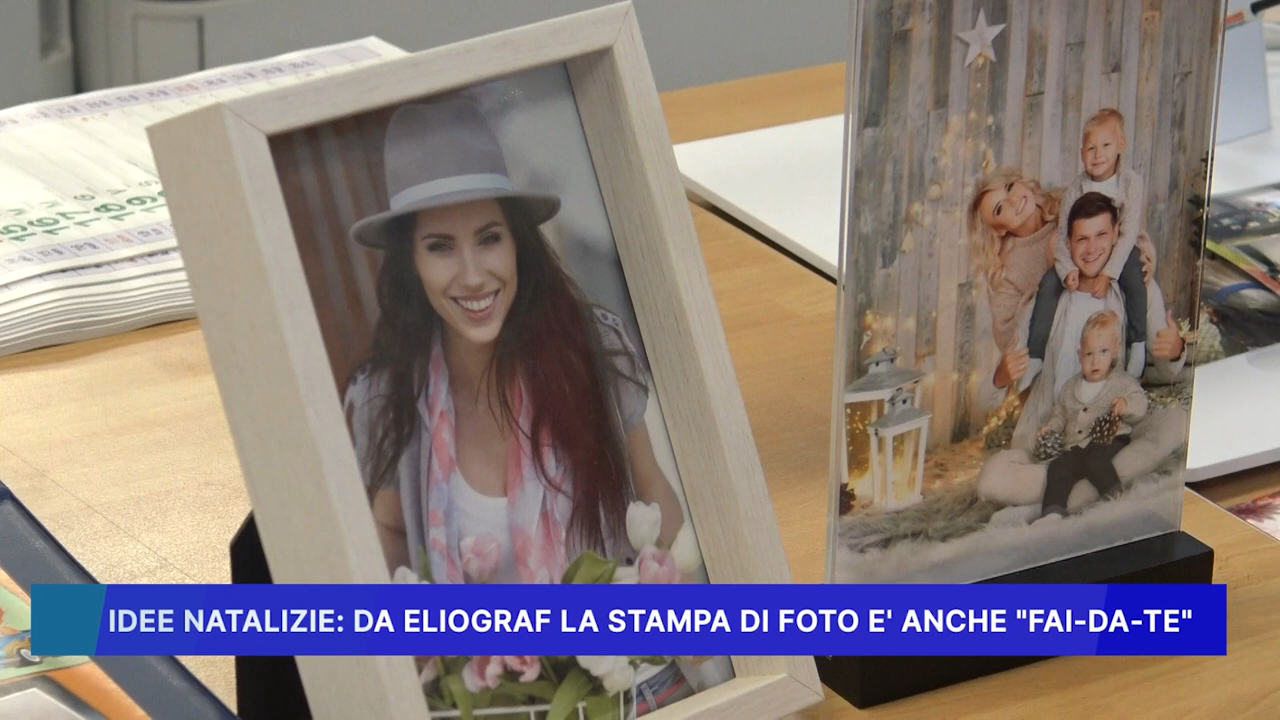 IDEE NATALIZIE: DA ELIOGRAF LA STAMPA DI FOTO E' ANCHE "FAI-DA-TE"